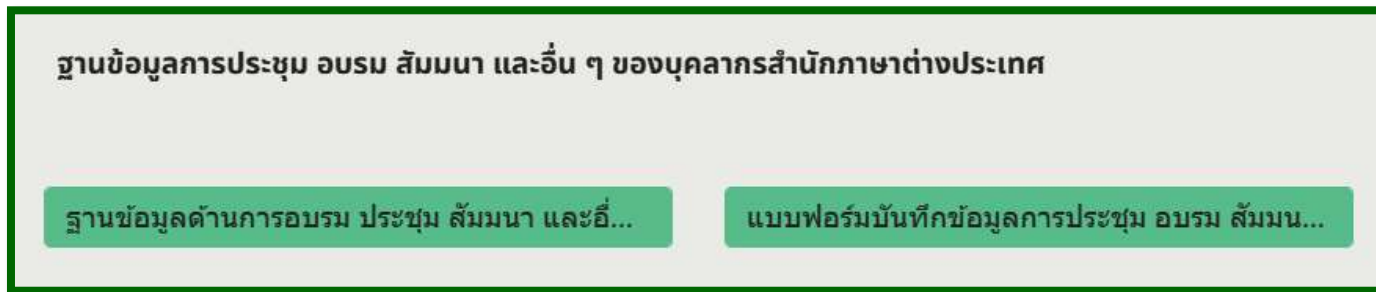 ฐานข้อมูลการประชุม อบรม สัมมนา และอื่น ๆ ของบุคลากรสำนักภาษาต่างประเทศ
ฐานข้อมูลด้านการอบรม ประชุม สัมมนา และอื่...
แบบฟอร์มบันทึกข้อมูลการประชุม อบรม สัมมน...